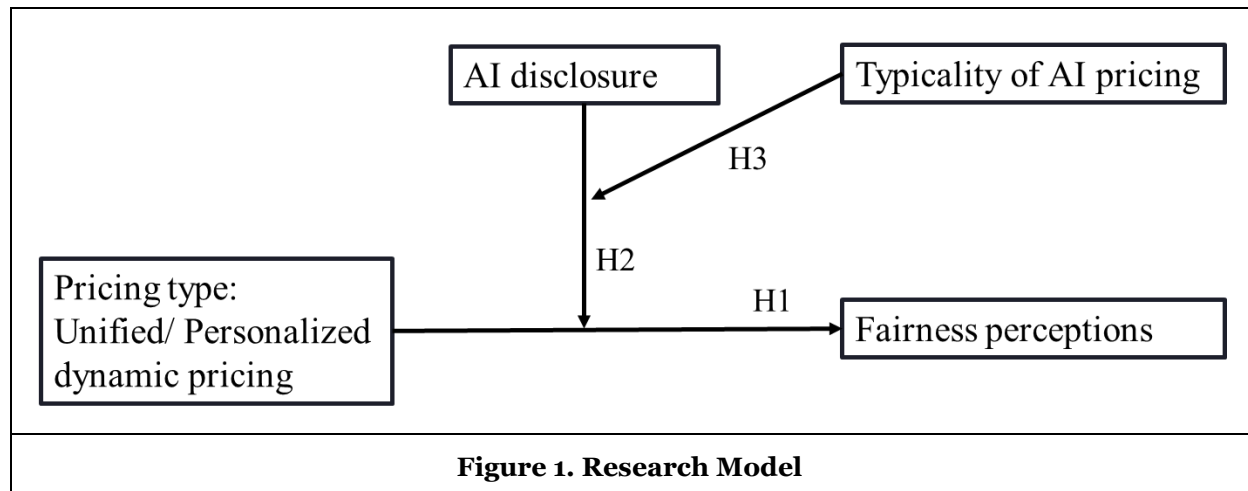 AI disclosure
Typicality of AI pricing
H3
H2
Pricing type:
Unified/ Personalized
dynamic pricing
H1
Fairness perceptions
Figure 1. Research Model